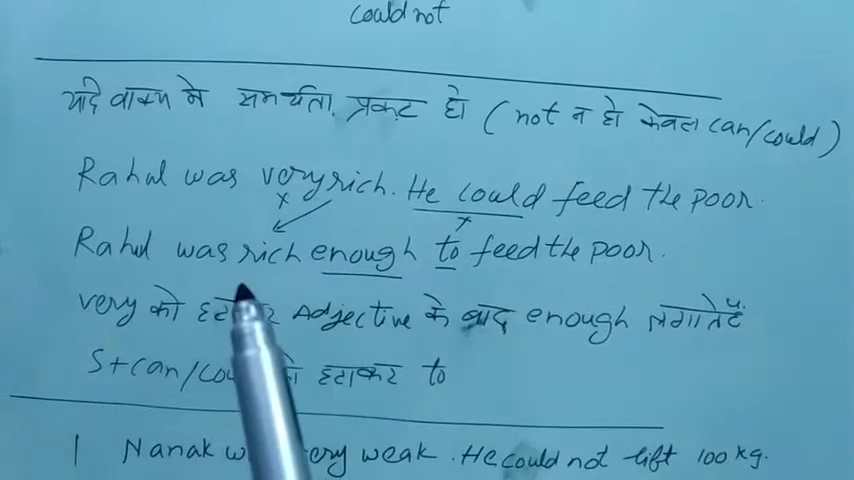 could not
यदि वाक्य मे समर्थता प्रकट हो (not न हो केवल can/could)
Rahul was very rich. He could feed the poor.
x x
Rahul was rich enough to feed the poor.
very को Adjective के बाद enough लगाते है
S+can/ को हटाकर to
1 Nanak very weak. He could not lift 100 kg.